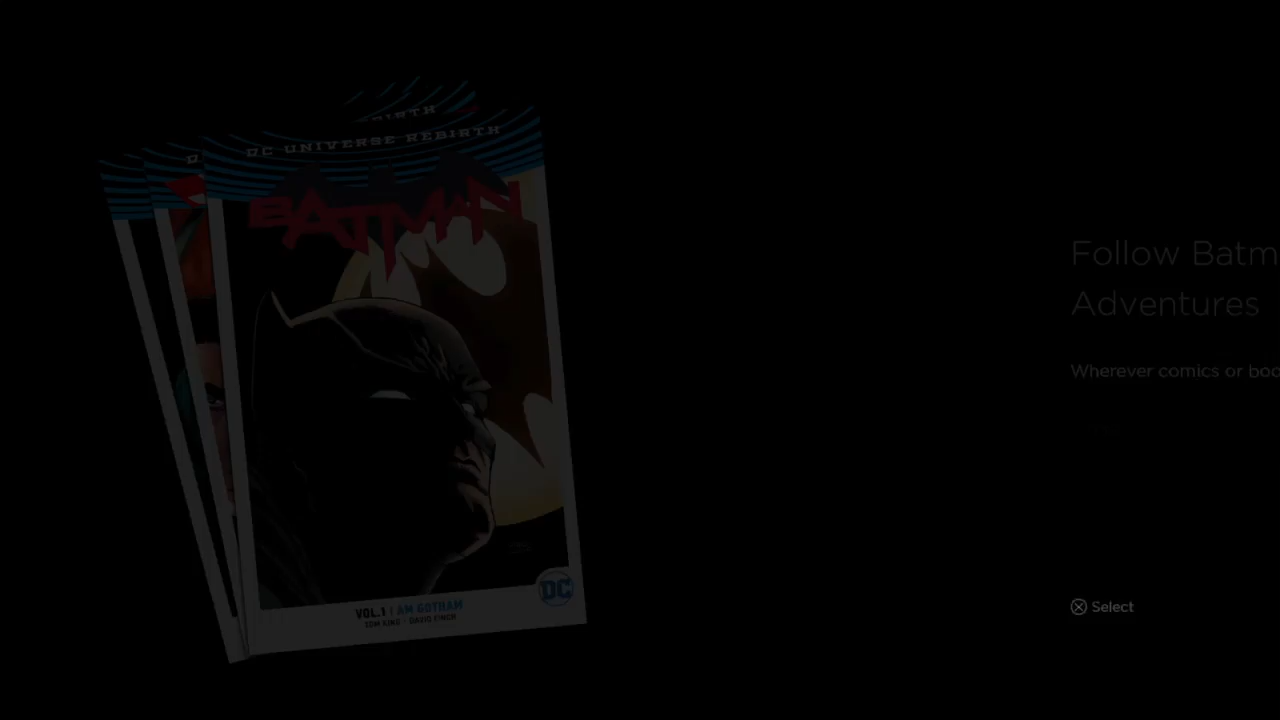 BIRTH
DC UNIVERSE REBIRTH
BATMAN
VOL.1 | I AM GOTHAM
TOM KING DAVID FINCH
DC
Follow Batm
Adventures
Wherever comics or boo
Select